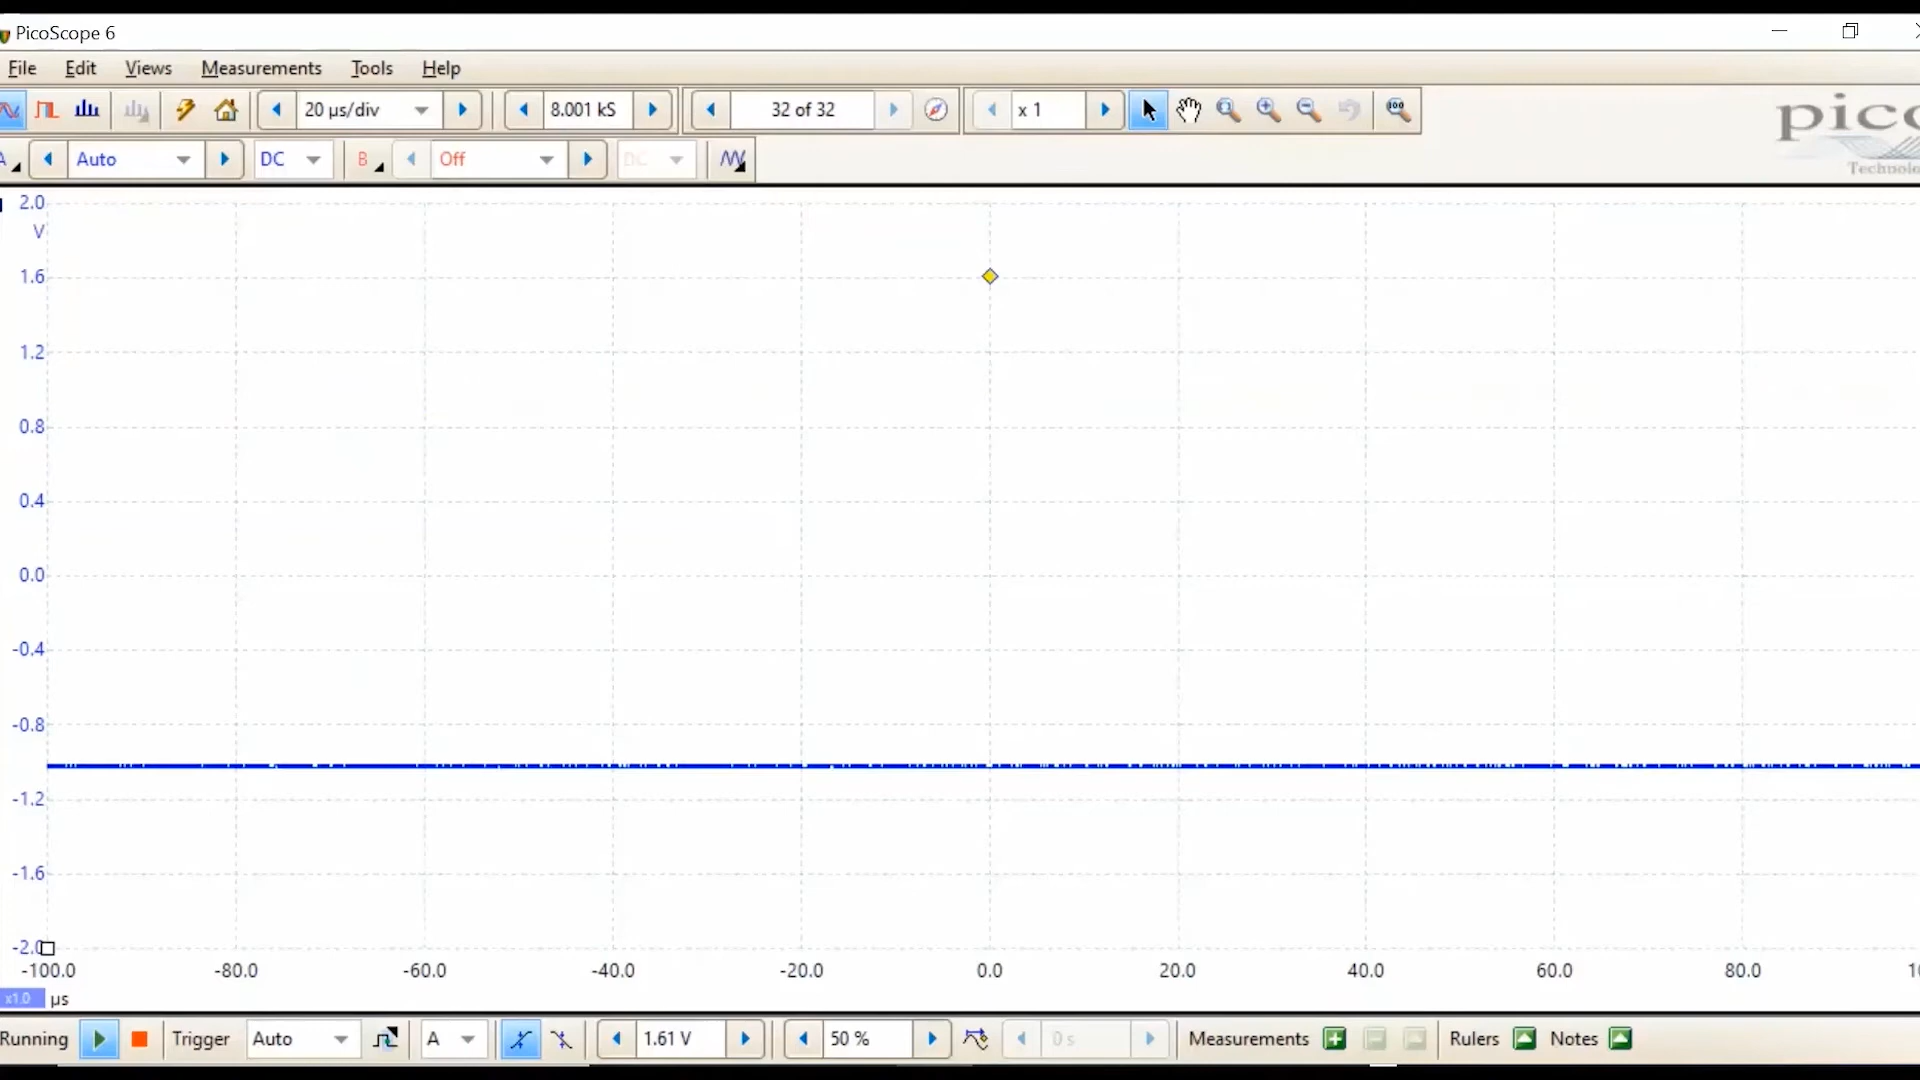 PicoScope 6
File Edit Views Measurements Tools Help
20 µs/div 8.001 kS 32 of 32 x 1
A Auto DC B Off DC
pico
Technolo
2.0
V
1.6
1.2
0.8
0.4
0.0
-0.4
-0.8
-1.2
-1.6
-2.0
-100.0 -80.0 -60.0 -40.0 -20.0 0.0 20.0 40.0 60.0 80.0 10
x1.0 µs
Running Trigger Auto A 1.61 V 50 % 0 s Measurements Rulers Notes